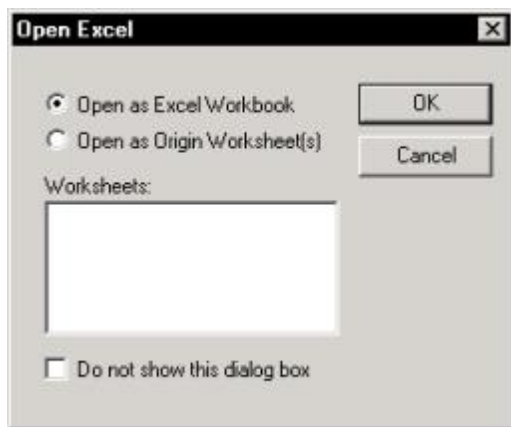 Open Excel
Open as Excel Workbook
OK
Open as Origin Worksheet(s)
Cancel
Worksheets:
Do not show this dialog box